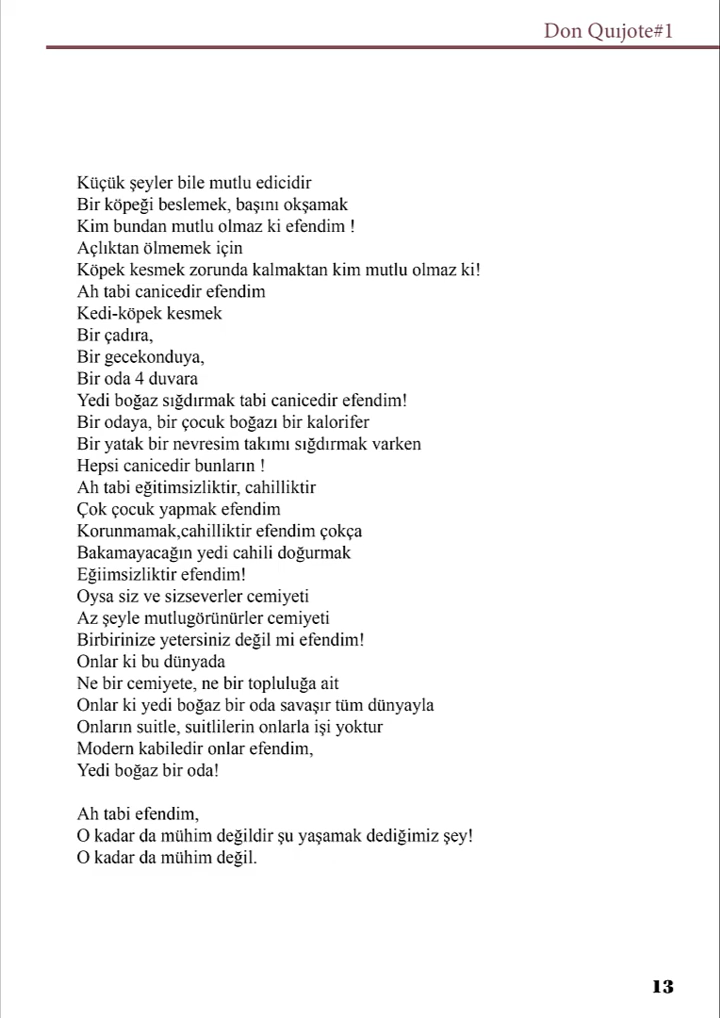 Don Quıjote#1
Küçük şeyler bile mutlu edicidir
Bir köpeği beslemek, başını okşamak
Kim bundan mutlu olmaz ki efendim !
Açlıktan ölmemek için
Köpek kesmek zorunda kalmaktan kim mutlu olmaz ki!
Ah tabi canicedir efendim
Kedi-köpek kesmek
Bir çadıra,
Bir gecekonduya,
Bir oda 4 duvara
Yedi boğaz sığdırmak tabi canicedir efendim!
Bir odaya, bir çocuk boğazı bir kalorifer
Bir yatak bir nevresim takımı sığdırmak varken
Hepsi canicedir bunların !
Ah tabi eğitimsizliktir, cahilliktir
Çok çocuk yapmak efendim
Korunmamak,cahilliktir efendim çokça
Bakamayacağın yedi cahili doğurmak
Eğiimsizliktir efendim!
Oysa siz ve sizseverler cemiyeti
Az şeyle mutlugörünürler cemiyeti
Birbirinize yetersiniz değil mi efendim!
Onlar ki bu dünyada
Ne bir cemiyete, ne bir topluluğa ait
Onlar ki yedi boğaz bir oda savaşır tüm dünyayla
Onların suitle, suitlilerin onlarla işi yoktur
Modern kabiledir onlar efendim,
Yedi boğaz bir oda!
Ah tabi efendim,
O kadar da mühim değildir şu yaşamak dediğimiz şey!
O kadar da mühim değil.
13